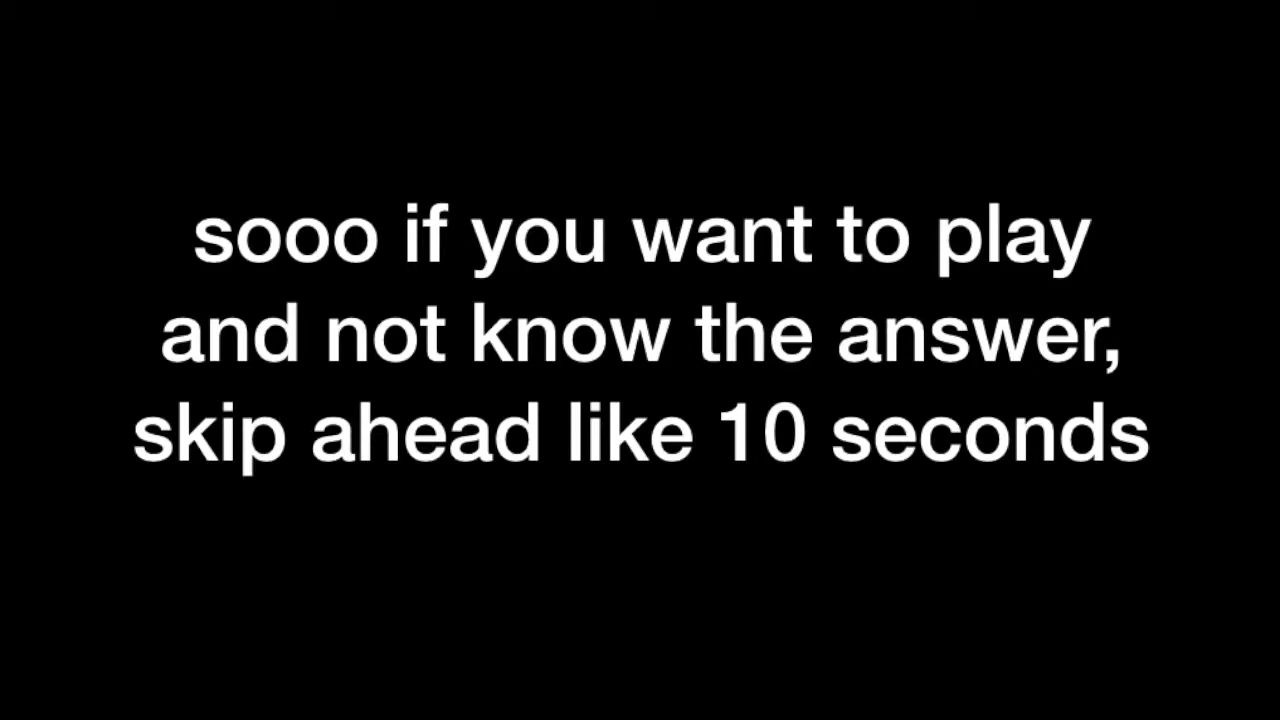 sooo if you want to play
and not know the answer,
skip ahead like 10 seconds